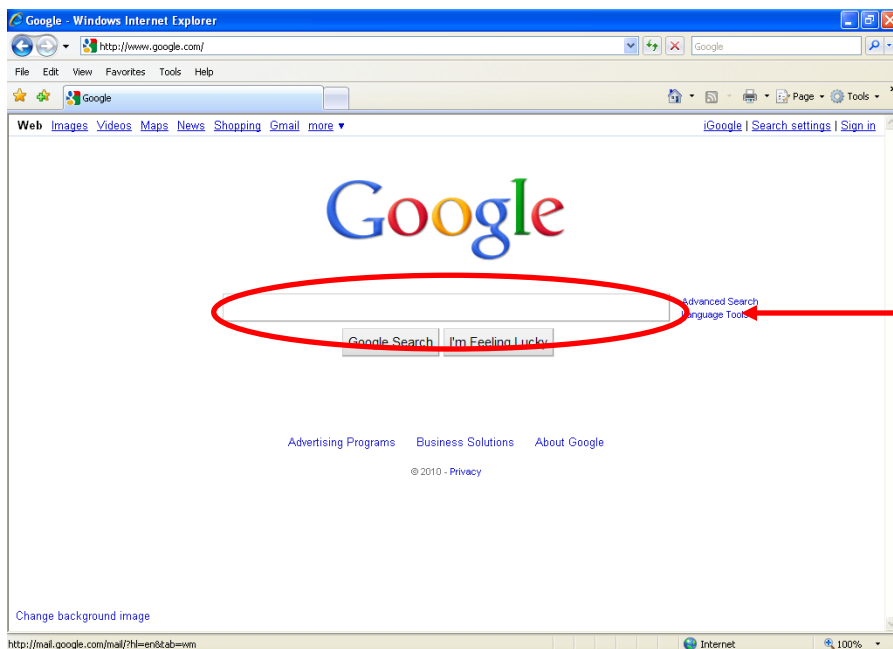 Google - Windows Internet Explorer
http://www.google.com/
Google
File Edit View Favorites Tools Help
Google
Page Tools
Web Images Videos Maps News Shopping Gmail more ▼
iGoogle | Search settings | Sign in
Google
Advanced Search
Language Tools
Google Search I'm Feeling Lucky
Advertising Programs Business Solutions About Google
© 2010 - Privacy
Change background image
http://mail.google.com/mail/?hl=en&tab=wm
Internet
100%